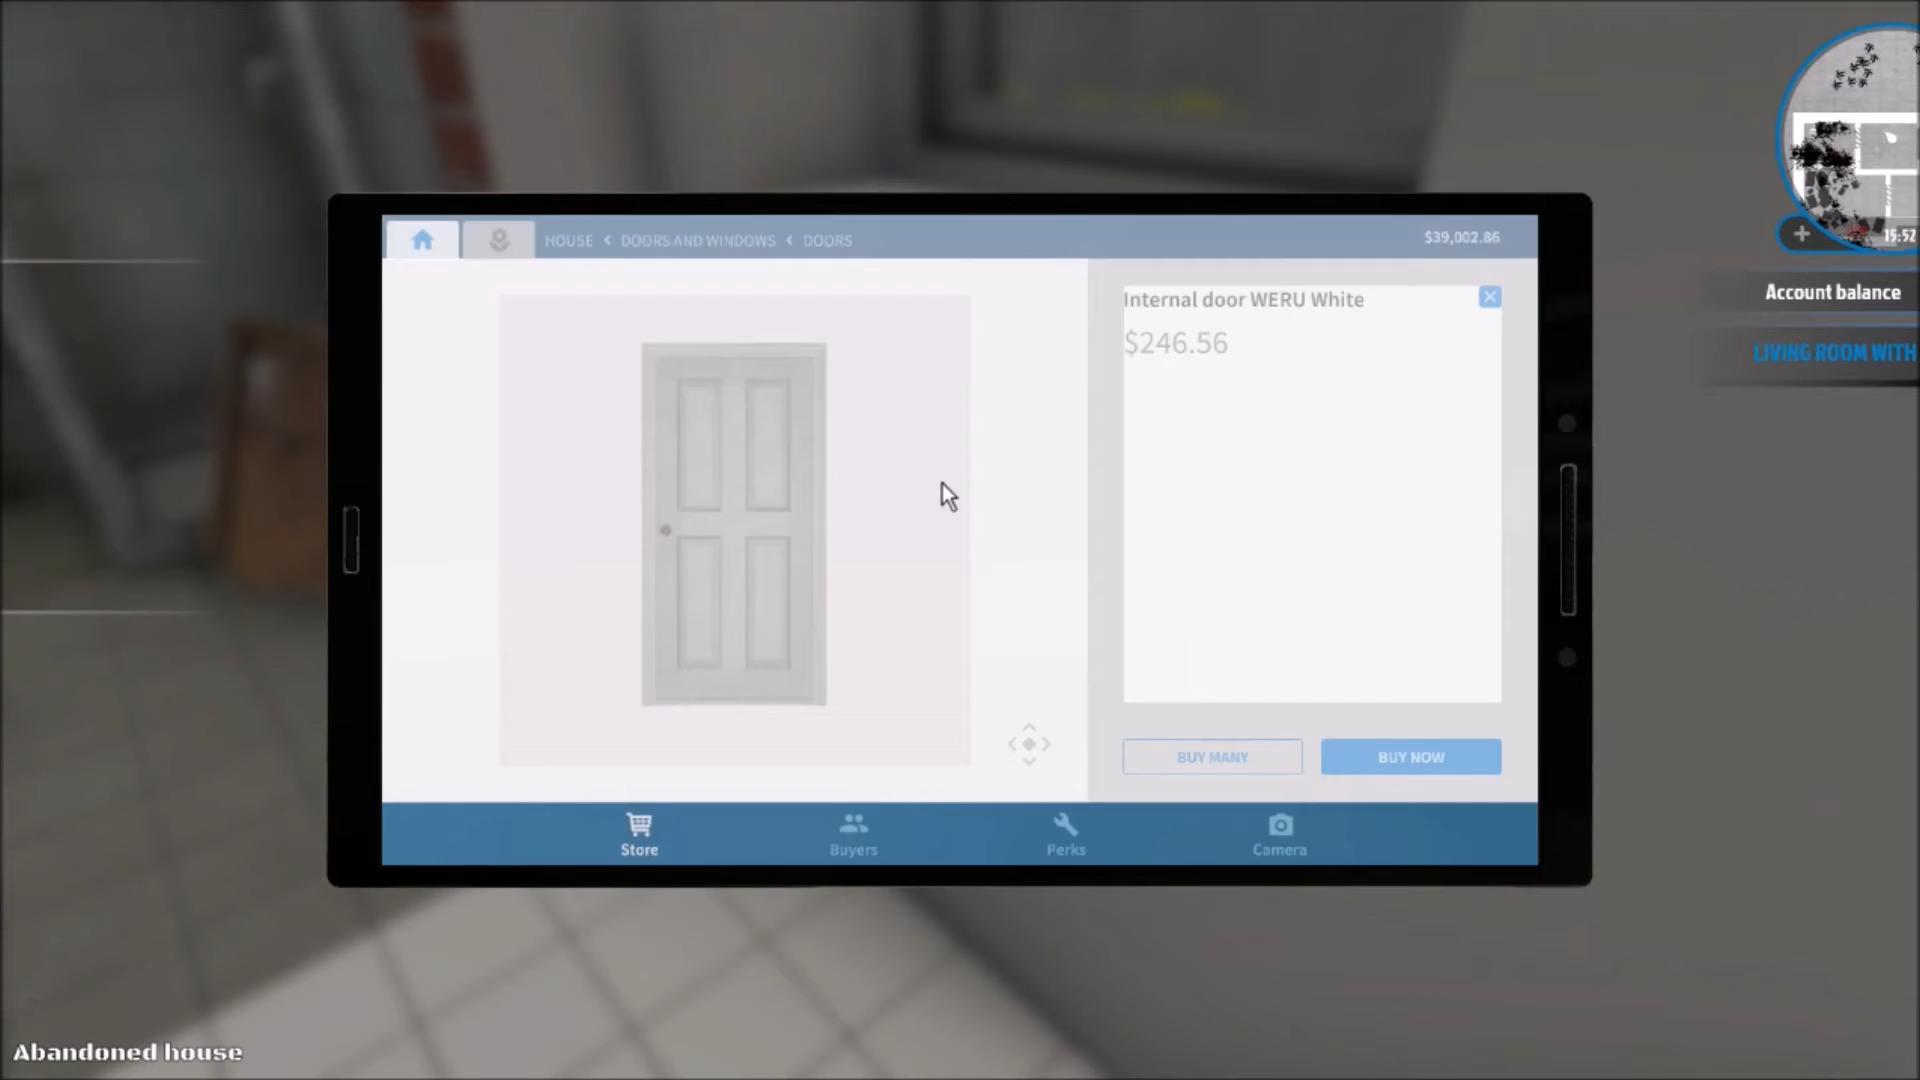 HOUSE < DOORS AND WINDOWS < DOORS
$39,002.86
Internal door WERU White
$246.56
BUY MANY
BUY NOW
Store
Buyers
Perks
Camera
15:52
Account balance
LIVING ROOM WITH
Abandoned house